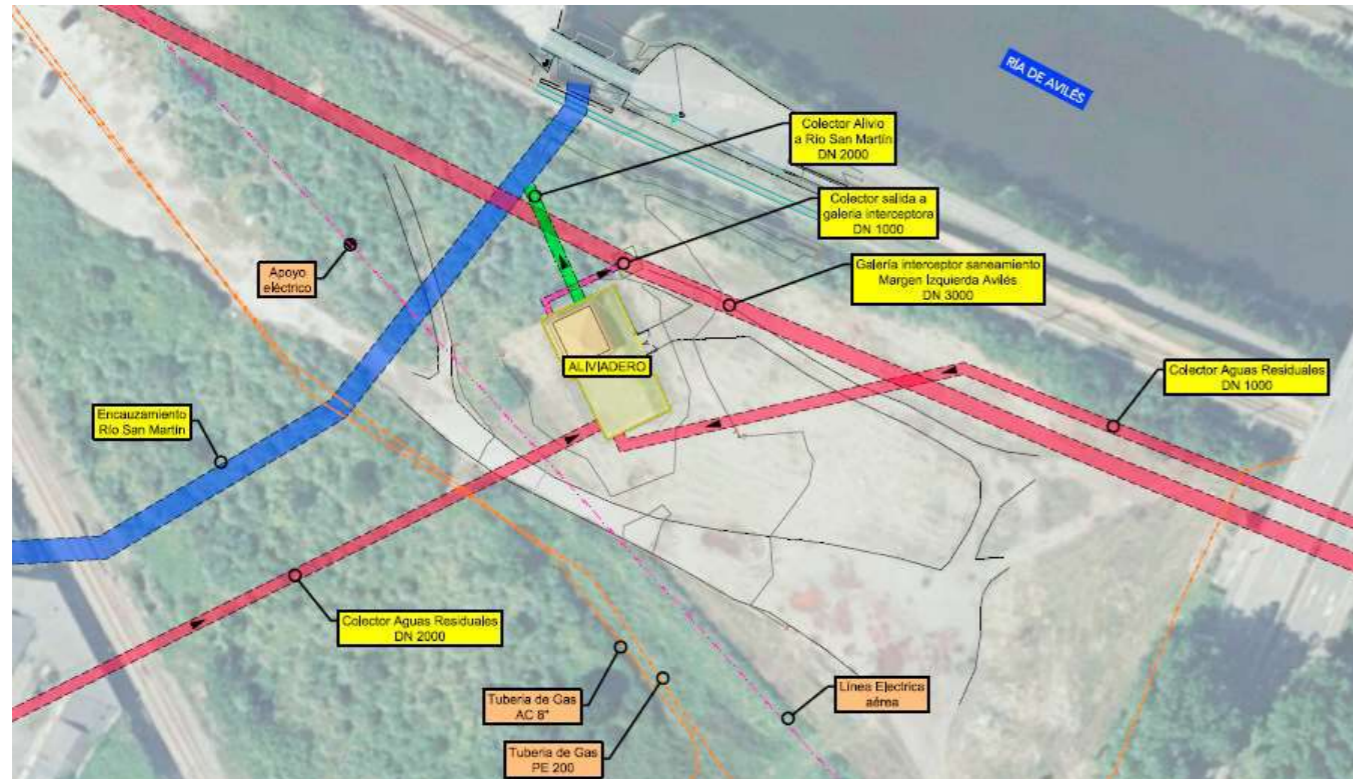 RÍA DE AVILÉS
Colector Alivio
a Río San Martín
DN 2000
Colector salida a
galería interceptora
DN 1000
Apoyo
eléctrico
Galería interceptor saneamiento
Margen Izquierda Avilés
DN 3000
ALIVIADERO
Colector Aguas Residuales
DN 1000
Encauzamiento
Río San Martín
Colector Aguas Residuales
DN 2000
Tubería de Gas
AC 8"
Línea Electrica
aérea
Tubería de Gas
PE 200